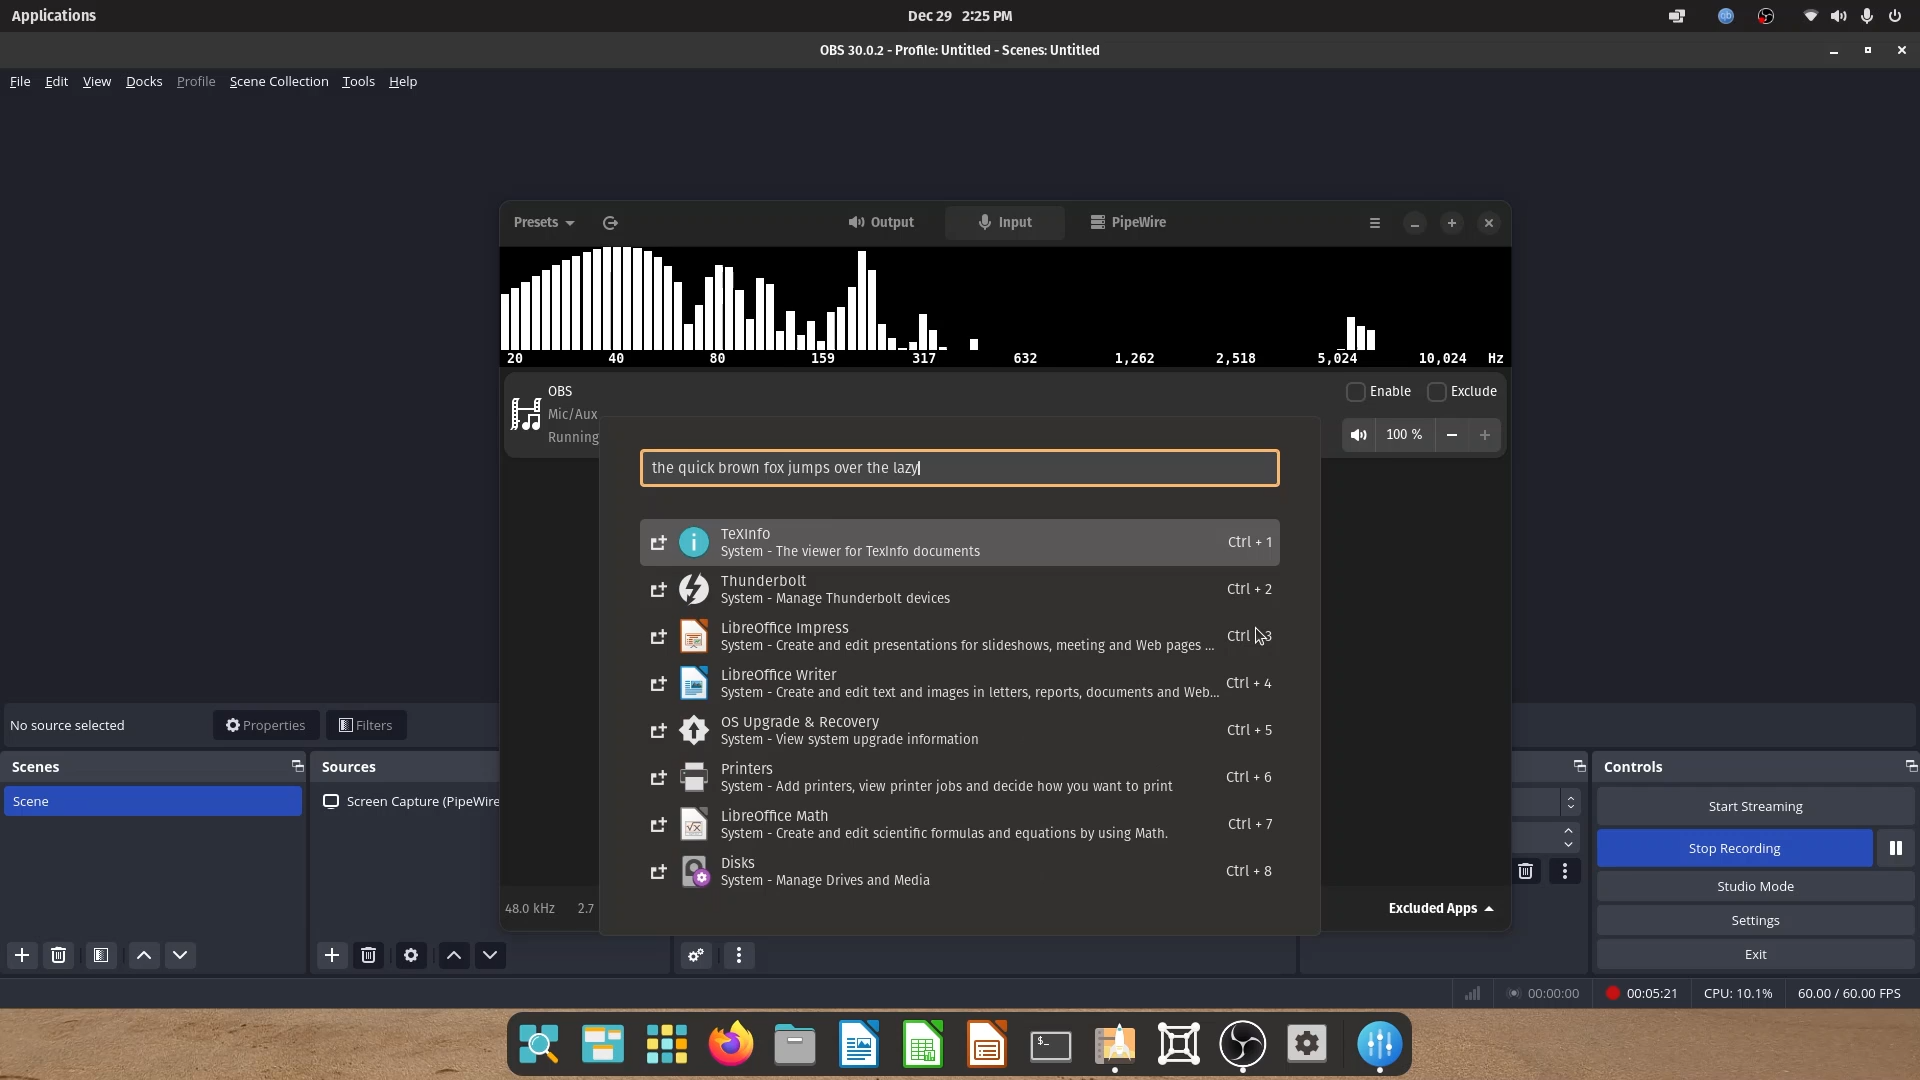 Applications
Dec 29 2:25 PM
OBS 30.0.2 - Profile: Untitled - Scenes: Untitled
File Edit View Docks Profile Scene Collection Tools Help
Presets Output Input PipeWire
20 40 80 159 317 632 1,262 2,518 5,024 10,024 Hz
OBS
Mic/Aux
Running
Enable Exclude
100 %
the quick brown fox jumps over the lazy
TeXInfo
System - The viewer for TexInfo documents
Ctrl + 1
Thunderbolt
System - Manage Thunderbolt devices
Ctrl + 2
LibreOffice Impress
System - Create and edit presentations for slideshows, meeting and Web pages ...
Ctrl 3
LibreOffice Writer
System - Create and edit text and images in letters, reports, documents and Web...
Ctrl + 4
OS Upgrade & Recovery
System - View system upgrade information
Ctrl + 5
Printers
System - Add printers, view printer jobs and decide how you want to print
Ctrl + 6
LibreOffice Math
System - Create and edit scientific formulas and equations by using Math.
Ctrl + 7
Disks
System - Manage Drives and Media
Ctrl + 8
48.0 kHz 2.7
Excluded Apps
No source selected Properties Filters
Scenes
Scene
Sources
Screen Capture (PipeWire
Controls
Start Streaming
Stop Recording
Studio Mode
Settings
Exit
00:00:00 00:05:21 CPU: 10.1% 60.00 / 60.00 FPS